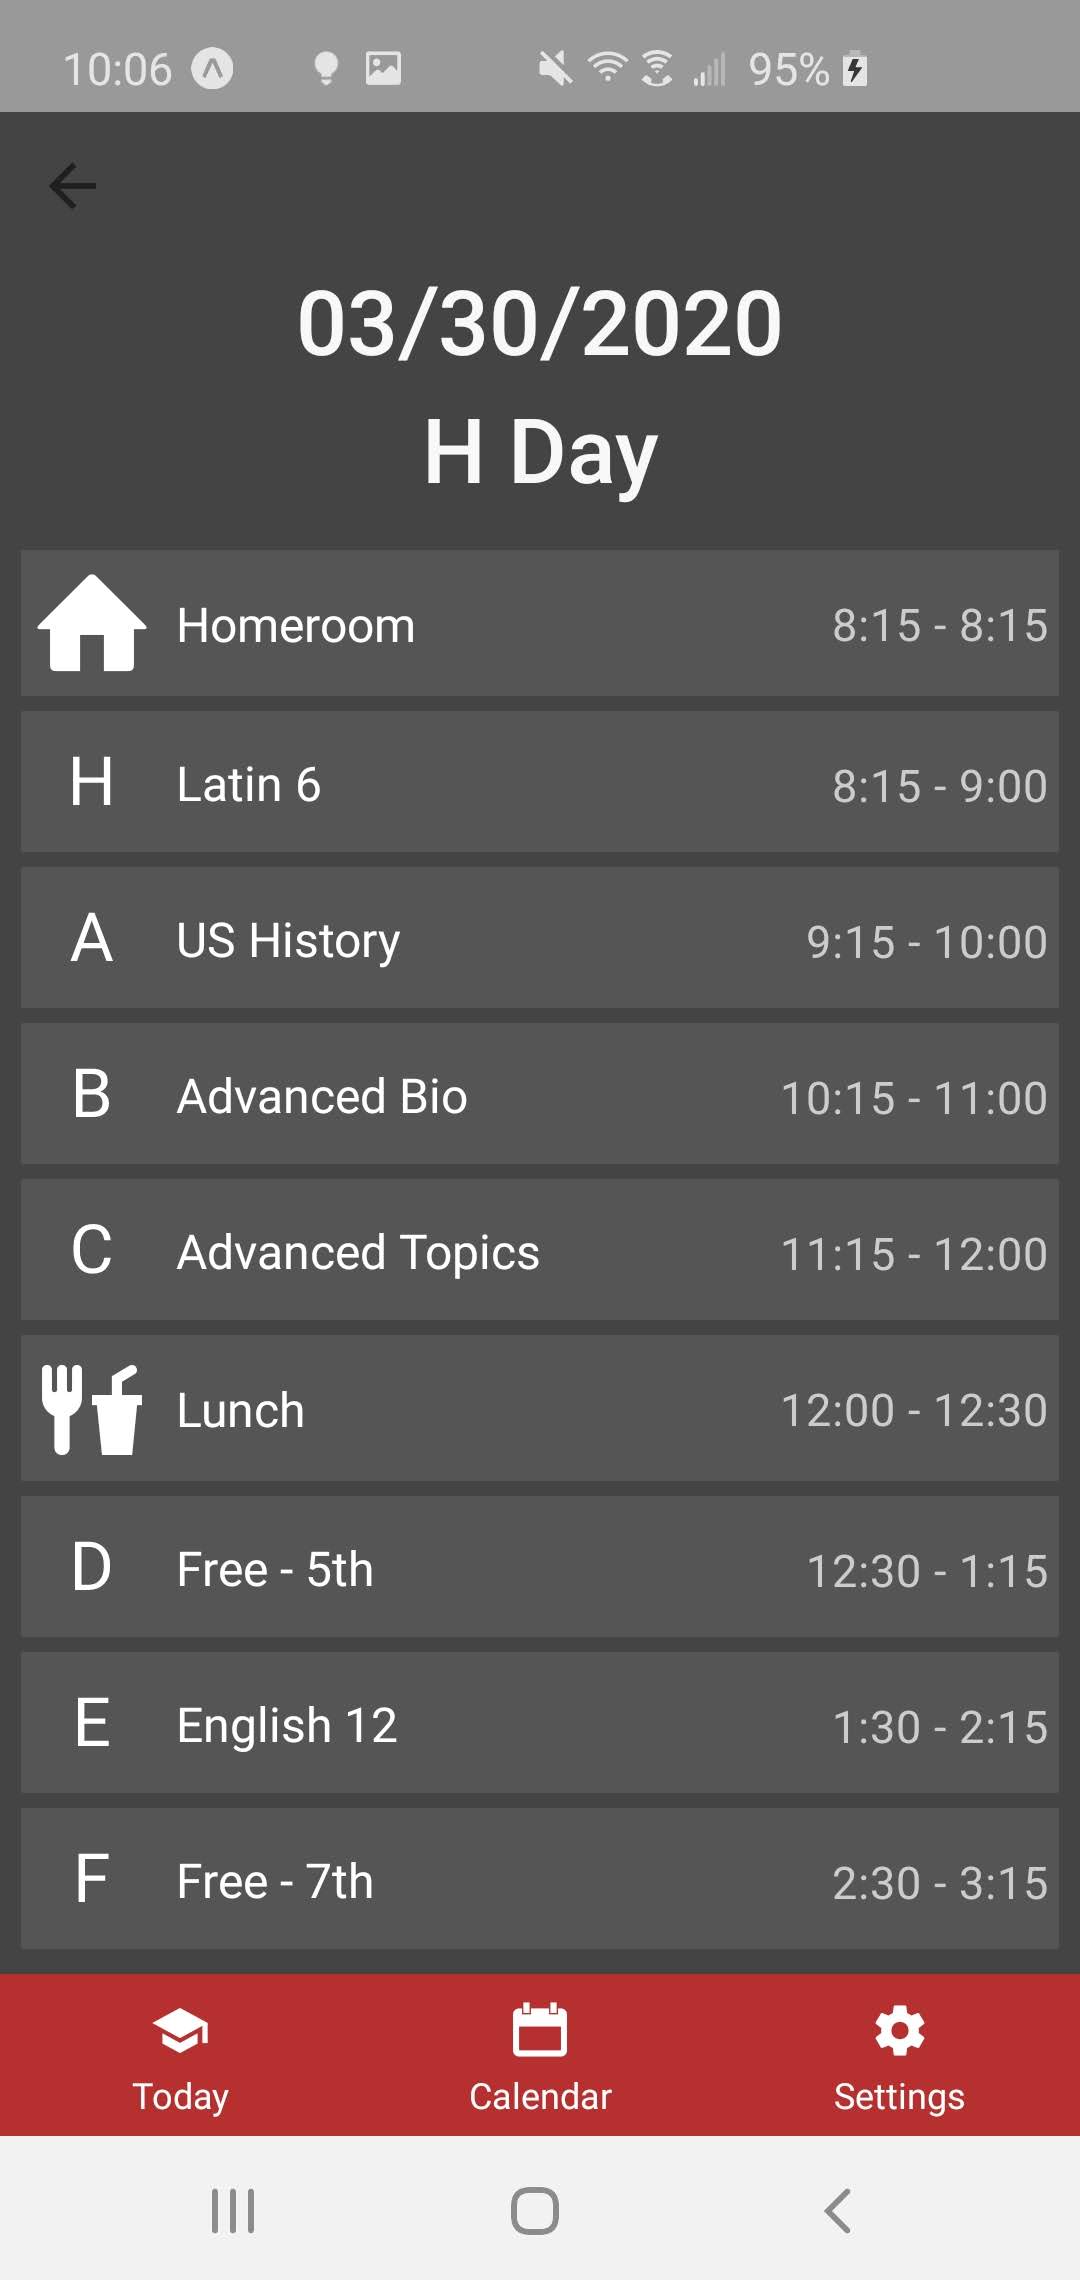 10:06 95%
03/30/2020
H Day
Homeroom 8:15 - 8:15
H Latin 6 8:15 - 9:00
A US History 9:15 - 10:00
B Advanced Bio 10:15 - 11:00
C Advanced Topics 11:15 - 12:00
Lunch 12:00 - 12:30
D Free - 5th 12:30 - 1:15
E English 12 1:30 - 2:15
F Free - 7th 2:30 - 3:15
Today Calendar Settings